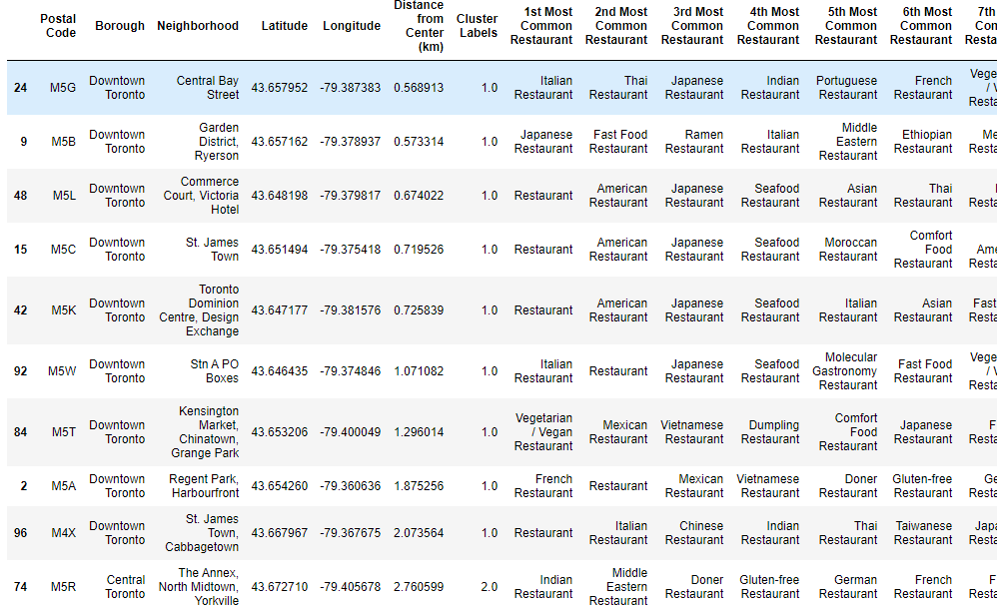 Postal Code Borough Neighborhood Latitude Longitude Distance from Center (km) Cluster Labels 1st Most Common Restaurant 2nd Most Common Restaurant 3rd Most Common Restaurant 4th Most Common Restaurant 5th Most Common Restaurant 6th Most Common Restaurant 7th
24 M5G Downtown Toronto Central Bay Street 43.657952 -79.387383 0.568913 1.0 Italian Restaurant Thai Restaurant Japanese Restaurant Indian Restaurant Portuguese Restaurant French Restaurant
9 M5B Downtown Toronto Garden District, Ryerson 43.657162 -79.378937 0.573314 1.0 Japanese Restaurant Fast Food Restaurant Ramen Restaurant Italian Restaurant Middle Eastern Restaurant Ethiopian Restaurant
48 M5L Downtown Toronto Commerce Court, Victoria Hotel 43.648198 -79.379817 0.674022 1.0 Restaurant American Restaurant Japanese Restaurant Seafood Restaurant Asian Restaurant Thai Restaurant
15 M5C Downtown Toronto St. James Town 43.651494 -79.375418 0.719526 1.0 Restaurant American Restaurant Japanese Restaurant Seafood Restaurant Moroccan Restaurant Comfort Food Restaurant
42 M5K Downtown Toronto Toronto Dominion Centre, Design Exchange 43.647177 -79.381576 0.725839 1.0 Restaurant American Restaurant Japanese Restaurant Seafood Restaurant Italian Restaurant Asian Restaurant Fast
92 M5W Downtown Toronto Stn A PO Boxes 43.646435 -79.374846 1.071082 1.0 Italian Restaurant Restaurant Japanese Restaurant Seafood Restaurant Molecular Gastronomy Restaurant Fast Food Restaurant
84 M5T Downtown Toronto Kensington Market, Chinatown, Grange Park 43.653206 -79.400049 1.296014 1.0 Vegetarian / Vegan Restaurant Mexican Restaurant Vietnamese Restaurant Dumpling Restaurant Comfort Food Restaurant Japanese Restaurant
2 M5A Downtown Toronto Regent Park, Harbourfront 43.654260 -79.360636 1.875256 1.0 French Restaurant Restaurant Mexican Restaurant Vietnamese Restaurant Doner Restaurant Gluten-free Restaurant
96 M4X Downtown Toronto St. James Town, Cabbagetown 43.667967 -79.367675 2.073564 1.0 Restaurant Italian Restaurant Chinese Restaurant Indian Restaurant Thai Restaurant Taiwanese Restaurant
74 M5R Central Toronto The Annex, North Midtown, Yorkville 43.672710 -79.405678 2.760599 2.0 Indian Restaurant Middle Eastern Restaurant Doner Restaurant Gluten-free Restaurant German Restaurant French Restaurant